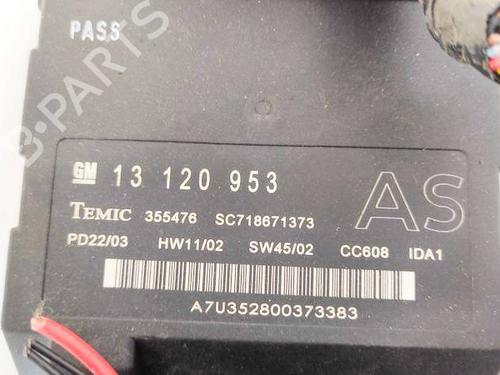 PASS
B-PARTS
GM 13 120 953
TEMIC 355476 SC718671373 AS
PD22/03 HW11/02 SW45/02 CC608 IDA1
A7U352800373383